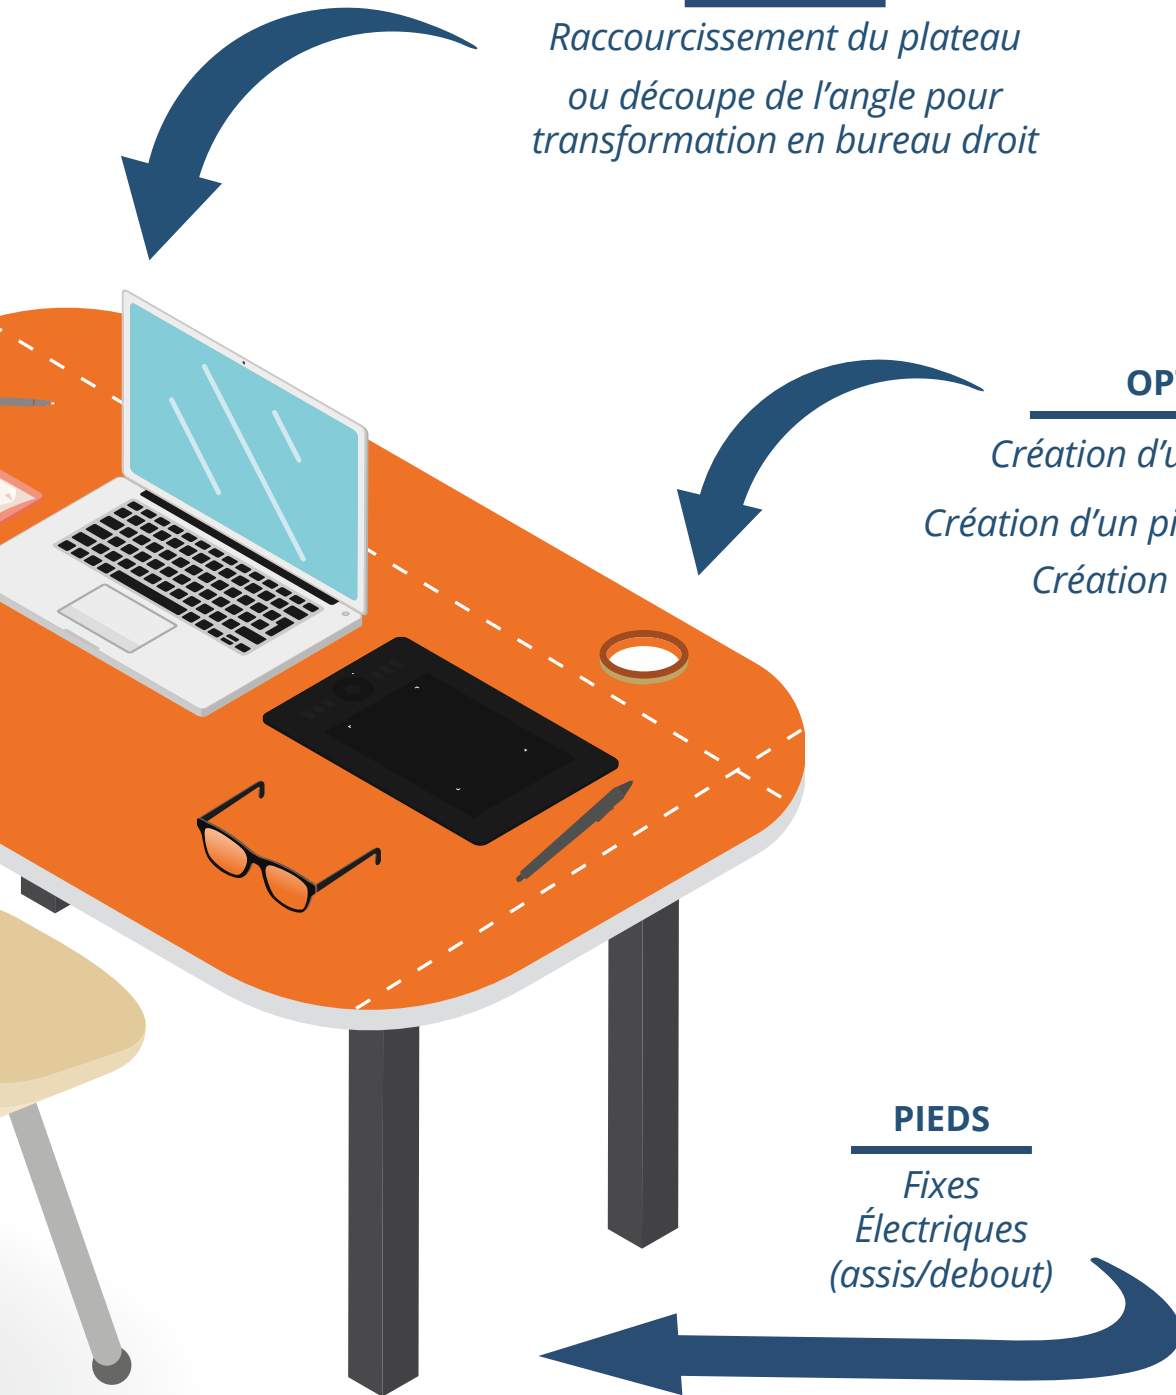 Raccourcissement du plateau
ou découpe de l’angle pour
transformation en bureau droit
Création
Création d’un
Création
PIEDS
Fixes
Électriques
(assis/debout)